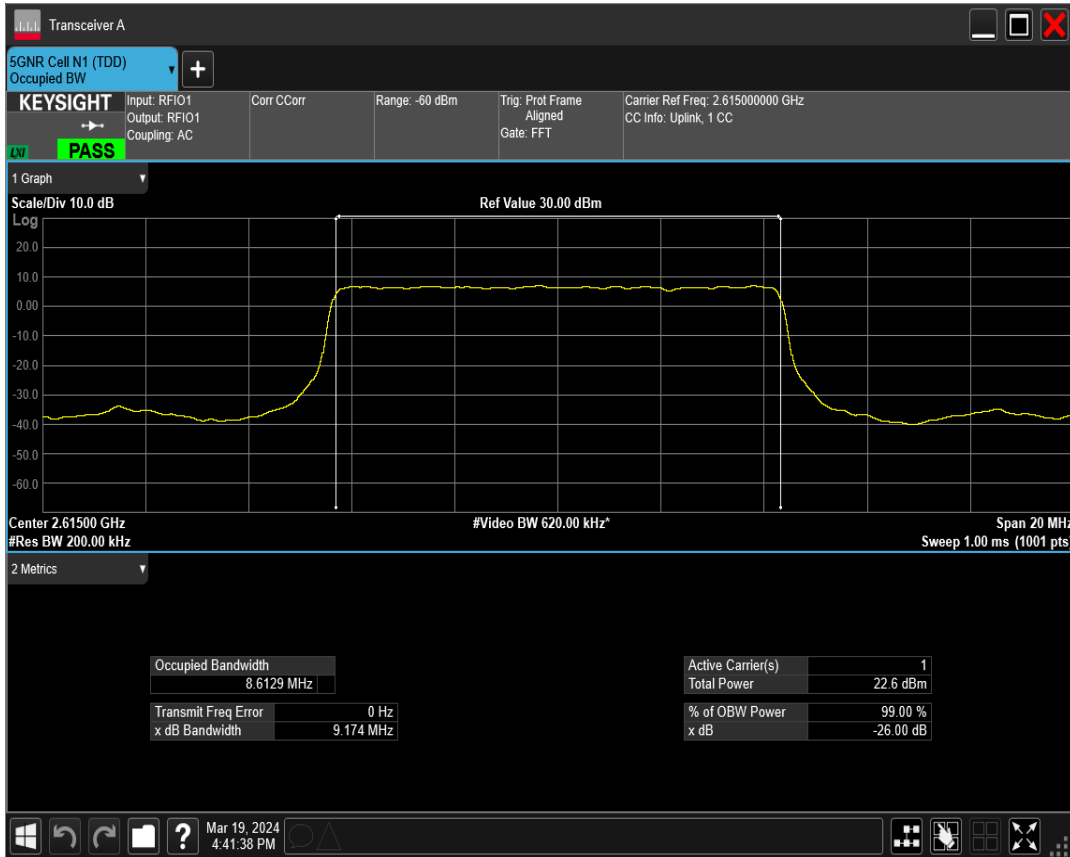 Transceiver A
5GNR Cell N1 (TDD)
Occupied BW
+
KEYSIGHT
LXI
PASS
Input: RFIO1
Output: RFIO1
Coupling: AC
Corr CCorr
Range: -60 dBm
Trig: Prot Frame
Aligned
Gate: FFT
Carrier Ref Freq: 2.615000000 GHz
CC Info: Uplink, 1 CC
1 Graph
Scale/Div 10.0 dB
Ref Value 30.00 dBm
Log
20.0
10.0
0.00
-10.0
-20.0
-30.0
-40.0
-50.0
-60.0
Center 2.61500 GHz
#Video BW 620.00 kHz*
Span 20 MHz
#Res BW 200.00 kHz
Sweep 1.00 ms (1001 pts)
2 Metrics
Occupied Bandwidth
8.6129 MHz
Transmit Freq Error 0 Hz
x dB Bandwidth 9.174 MHz
Active Carrier(s) 1
Total Power 22.6 dBm
% of OBW Power 99.00 %
x dB -26.00 dB
?
Mar 19, 2024
4:41:38 PM